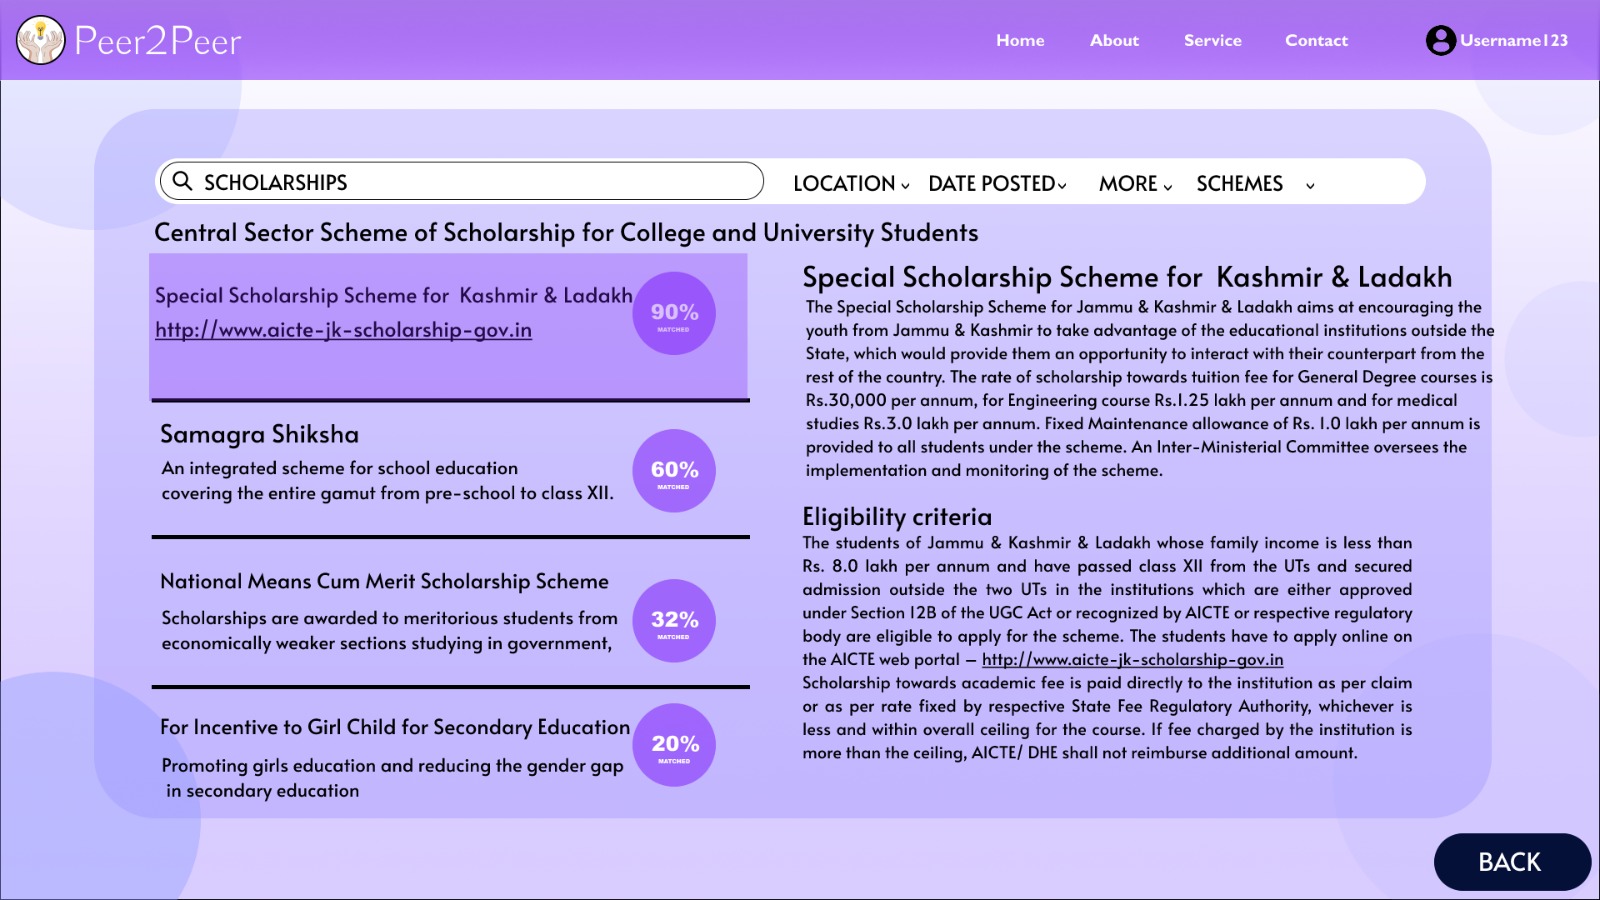 Peer2Peer
Home About Service Contact Username123
SCHOLARSHIPS
LOCATION DATE POSTED MORE SCHEMES
Central Sector Scheme of Scholarship for College and University Students
Special Scholarship Scheme for Kashmir & Ladakh
http://www.aicte-jk-scholarship-gov.in
90%
MATCHED
Samagra Shiksha
An integrated scheme for school education
covering the entire gamut from pre-school to class XII.
60%
MATCHED
National Means Cum Merit Scholarship Scheme
Scholarships are awarded to meritorious students from
economically weaker sections studying in government,
32%
MATCHED
For Incentive to Girl Child for Secondary Education
Promoting girls education and reducing the gender gap
in secondary education
20%
MATCHED
Special Scholarship Scheme for Kashmir & Ladakh
The Special Scholarship Scheme for Jammu & Kashmir & Ladakh aims at encouraging the
youth from Jammu & Kashmir to take advantage of the educational institutions outside the
State, which would provide them an opportunity to interact with their counterpart from the
rest of the country. The rate of scholarship towards tuition fee for General Degree courses is
Rs.30,000 per annum, for Engineering course Rs.1.25 lakh per annum and for medical
studies Rs.3.0 lakh per annum. Fixed Maintenance allowance of Rs. 1.0 lakh per annum is
provided to all students under the scheme. An Inter-Ministerial Committee oversees the
implementation and monitoring of the scheme.
Eligibility criteria
The students of Jammu & Kashmir & Ladakh whose family income is less than
Rs. 8.0 lakh per annum and have passed class XII from the UTs and secured
admission outside the two UTs in the institutions which are either approved
under Section 12B of the UGC Act or recognized by AICTE or respective regulatory
body are eligible to apply for the scheme. The students have to apply online on
the AICTE web portal – http://www.aicte-jk-scholarship-gov.in
Scholarship towards academic fee is paid directly to the institution as per claim
or as per rate fixed by respective State Fee Regulatory Authority, whichever is
less and within overall ceiling for the course. If fee charged by the institution is
more than the ceiling, AICTE/ DHE shall not reimburse additional amount.
BACK